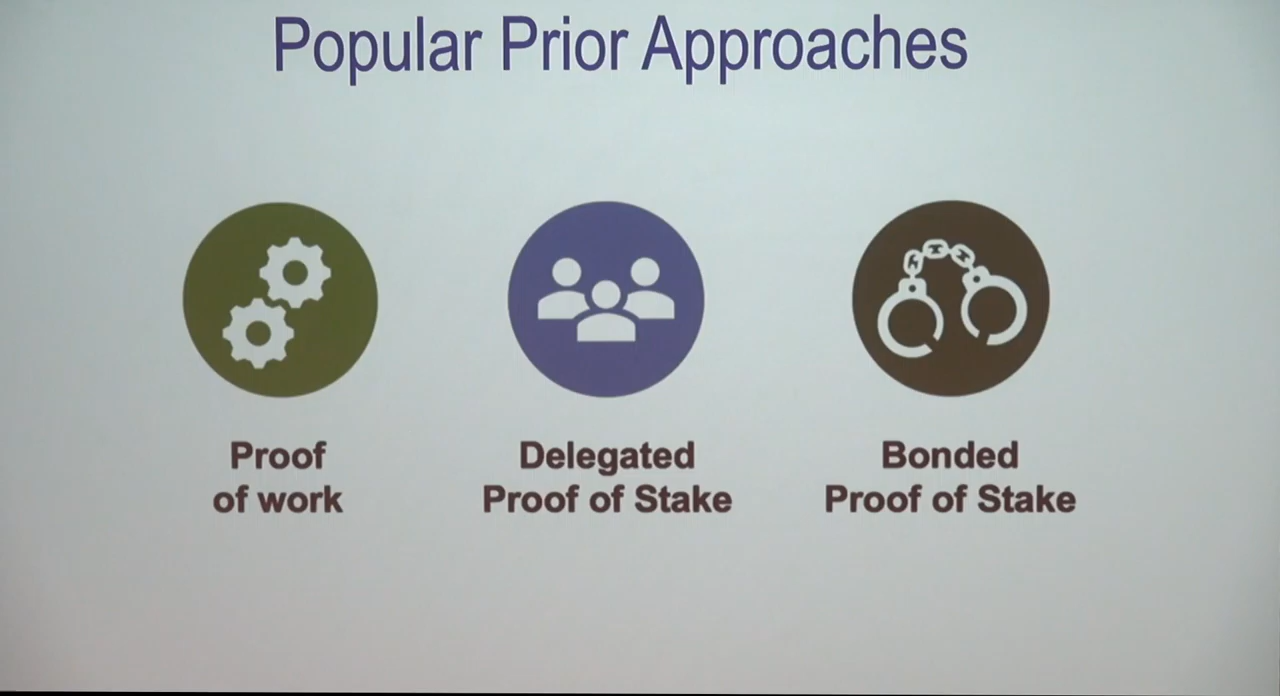 Popular Prior Approaches
Proof
of work
Delegated
Proof of Stake
Bonded
Proof of Stake